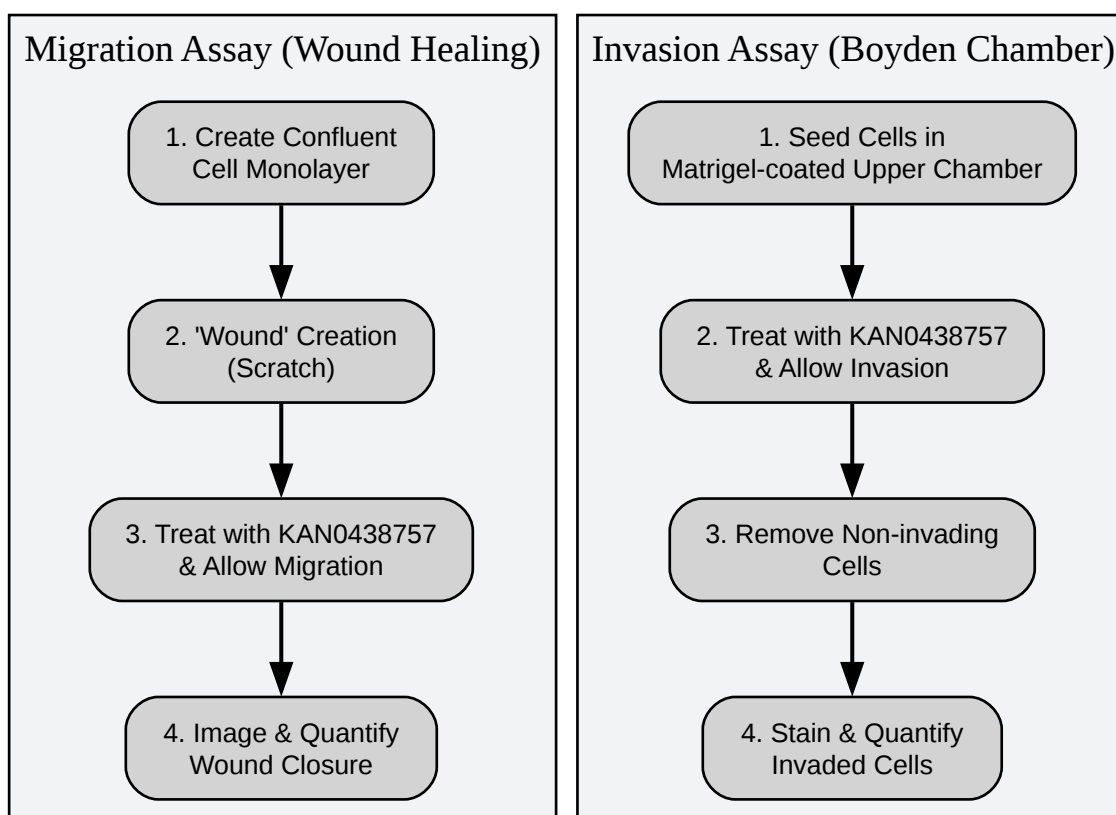 Migration Assay (Wound Healing)
1. Create Confluent
Cell Monolayer
2. 'Wound' Creation
(Scratch)
3. Treat with KAN0438757
& Allow Migration
4. Image & Quantify
Wound Closure
Invasion Assay (Boyden Chamber)
1. Seed Cells in
Matrigel-coated Upper Chamber
2. Treat with KAN0438757
& Allow Invasion
3. Remove Non-invading
Cells
4. Stain & Quantify
Invaded Cells